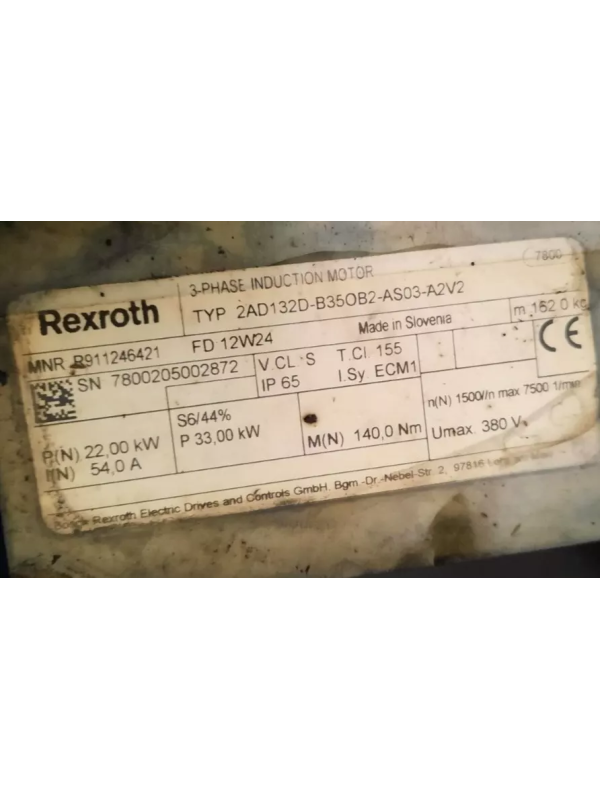 7800
3-PHASE INDUCTION MOTOR
Rexroth
TYP 2AD132D-B35OB2-AS03-A2V2
MNR R911246421
FD 12W24
Made in Slovenia
m 152.0 kg
SN 7800205002872
V.CL S
T.Cl 155
CE
IP 65
I.Sy ECM1
S6/44%
n(N) 1500//n max 7500 1/min
P(N) 22,00 kW
P 33,00 kW
M(N) 140,0 Nm
Umax. 380 V
I(N) 54,0 A
Bosch Rexroth Electric Drives and Controls GmbH. Bgm.-Dr.-Nebel-Str. 2, 97816